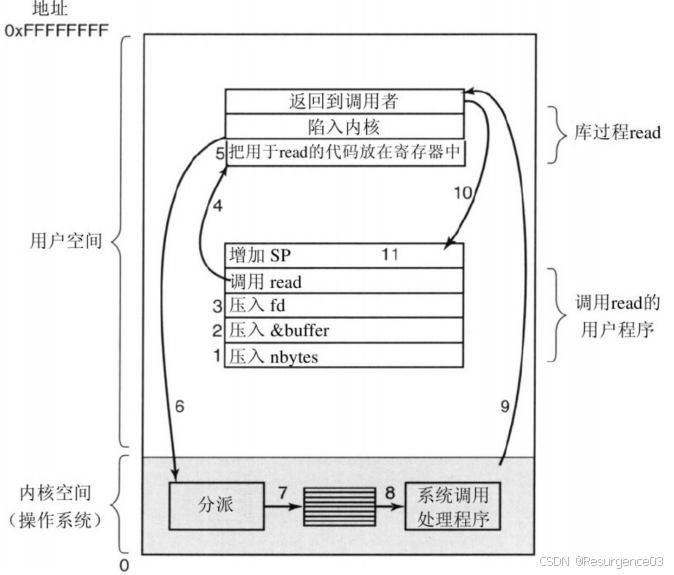 地址
0xFFFFFFFF
返回到调用者
陷入内核
5 把用于read的代码放在寄存器中
库过程read
4
10
用户空间
增加 SP 11
调用 read
3 压入 fd
2 压入 &buffer
1 压入 nbytes
调用read的
用户程序
6
9
内核空间
(操作系统)
分派
7
8
系统调用
处理程序
0
CSDN @Resurgence03